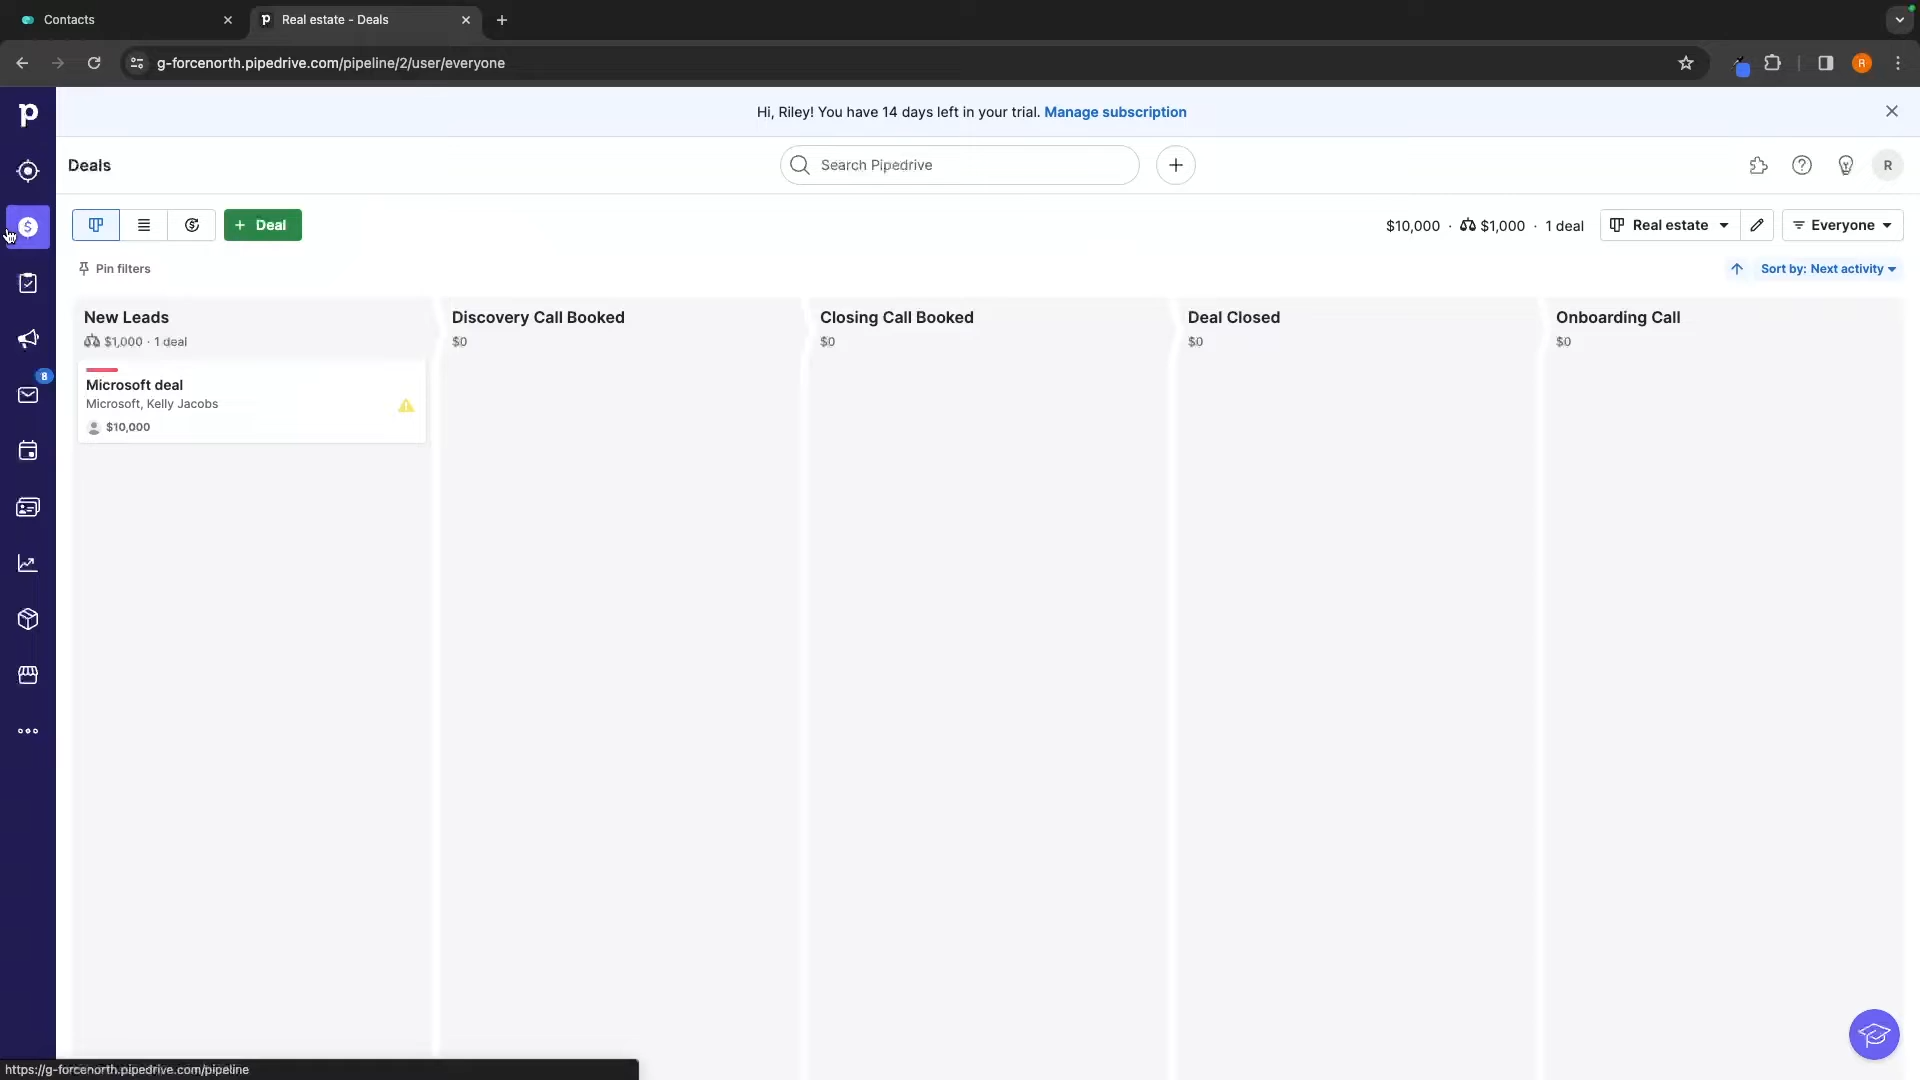 Contacts
Real estate - Deals
g-forcenorth.pipedrive.com/pipeline/2/user/everyone
R
Hi, Riley! You have 14 days left in your trial. Manage subscription
Deals
Search Pipedrive
R
+ Deal
$10,000 · $1,000 · 1 deal
Real estate
Everyone
Pin filters
Sort by: Next activity
New Leads
$1,000 · 1 deal
Discovery Call Booked
$0
Closing Call Booked
$0
Deal Closed
$0
Onboarding Call
$0
8
Microsoft deal
Microsoft, Kelly Jacobs
$10,000
https://g-forcenorth.pipedrive.com/pipeline